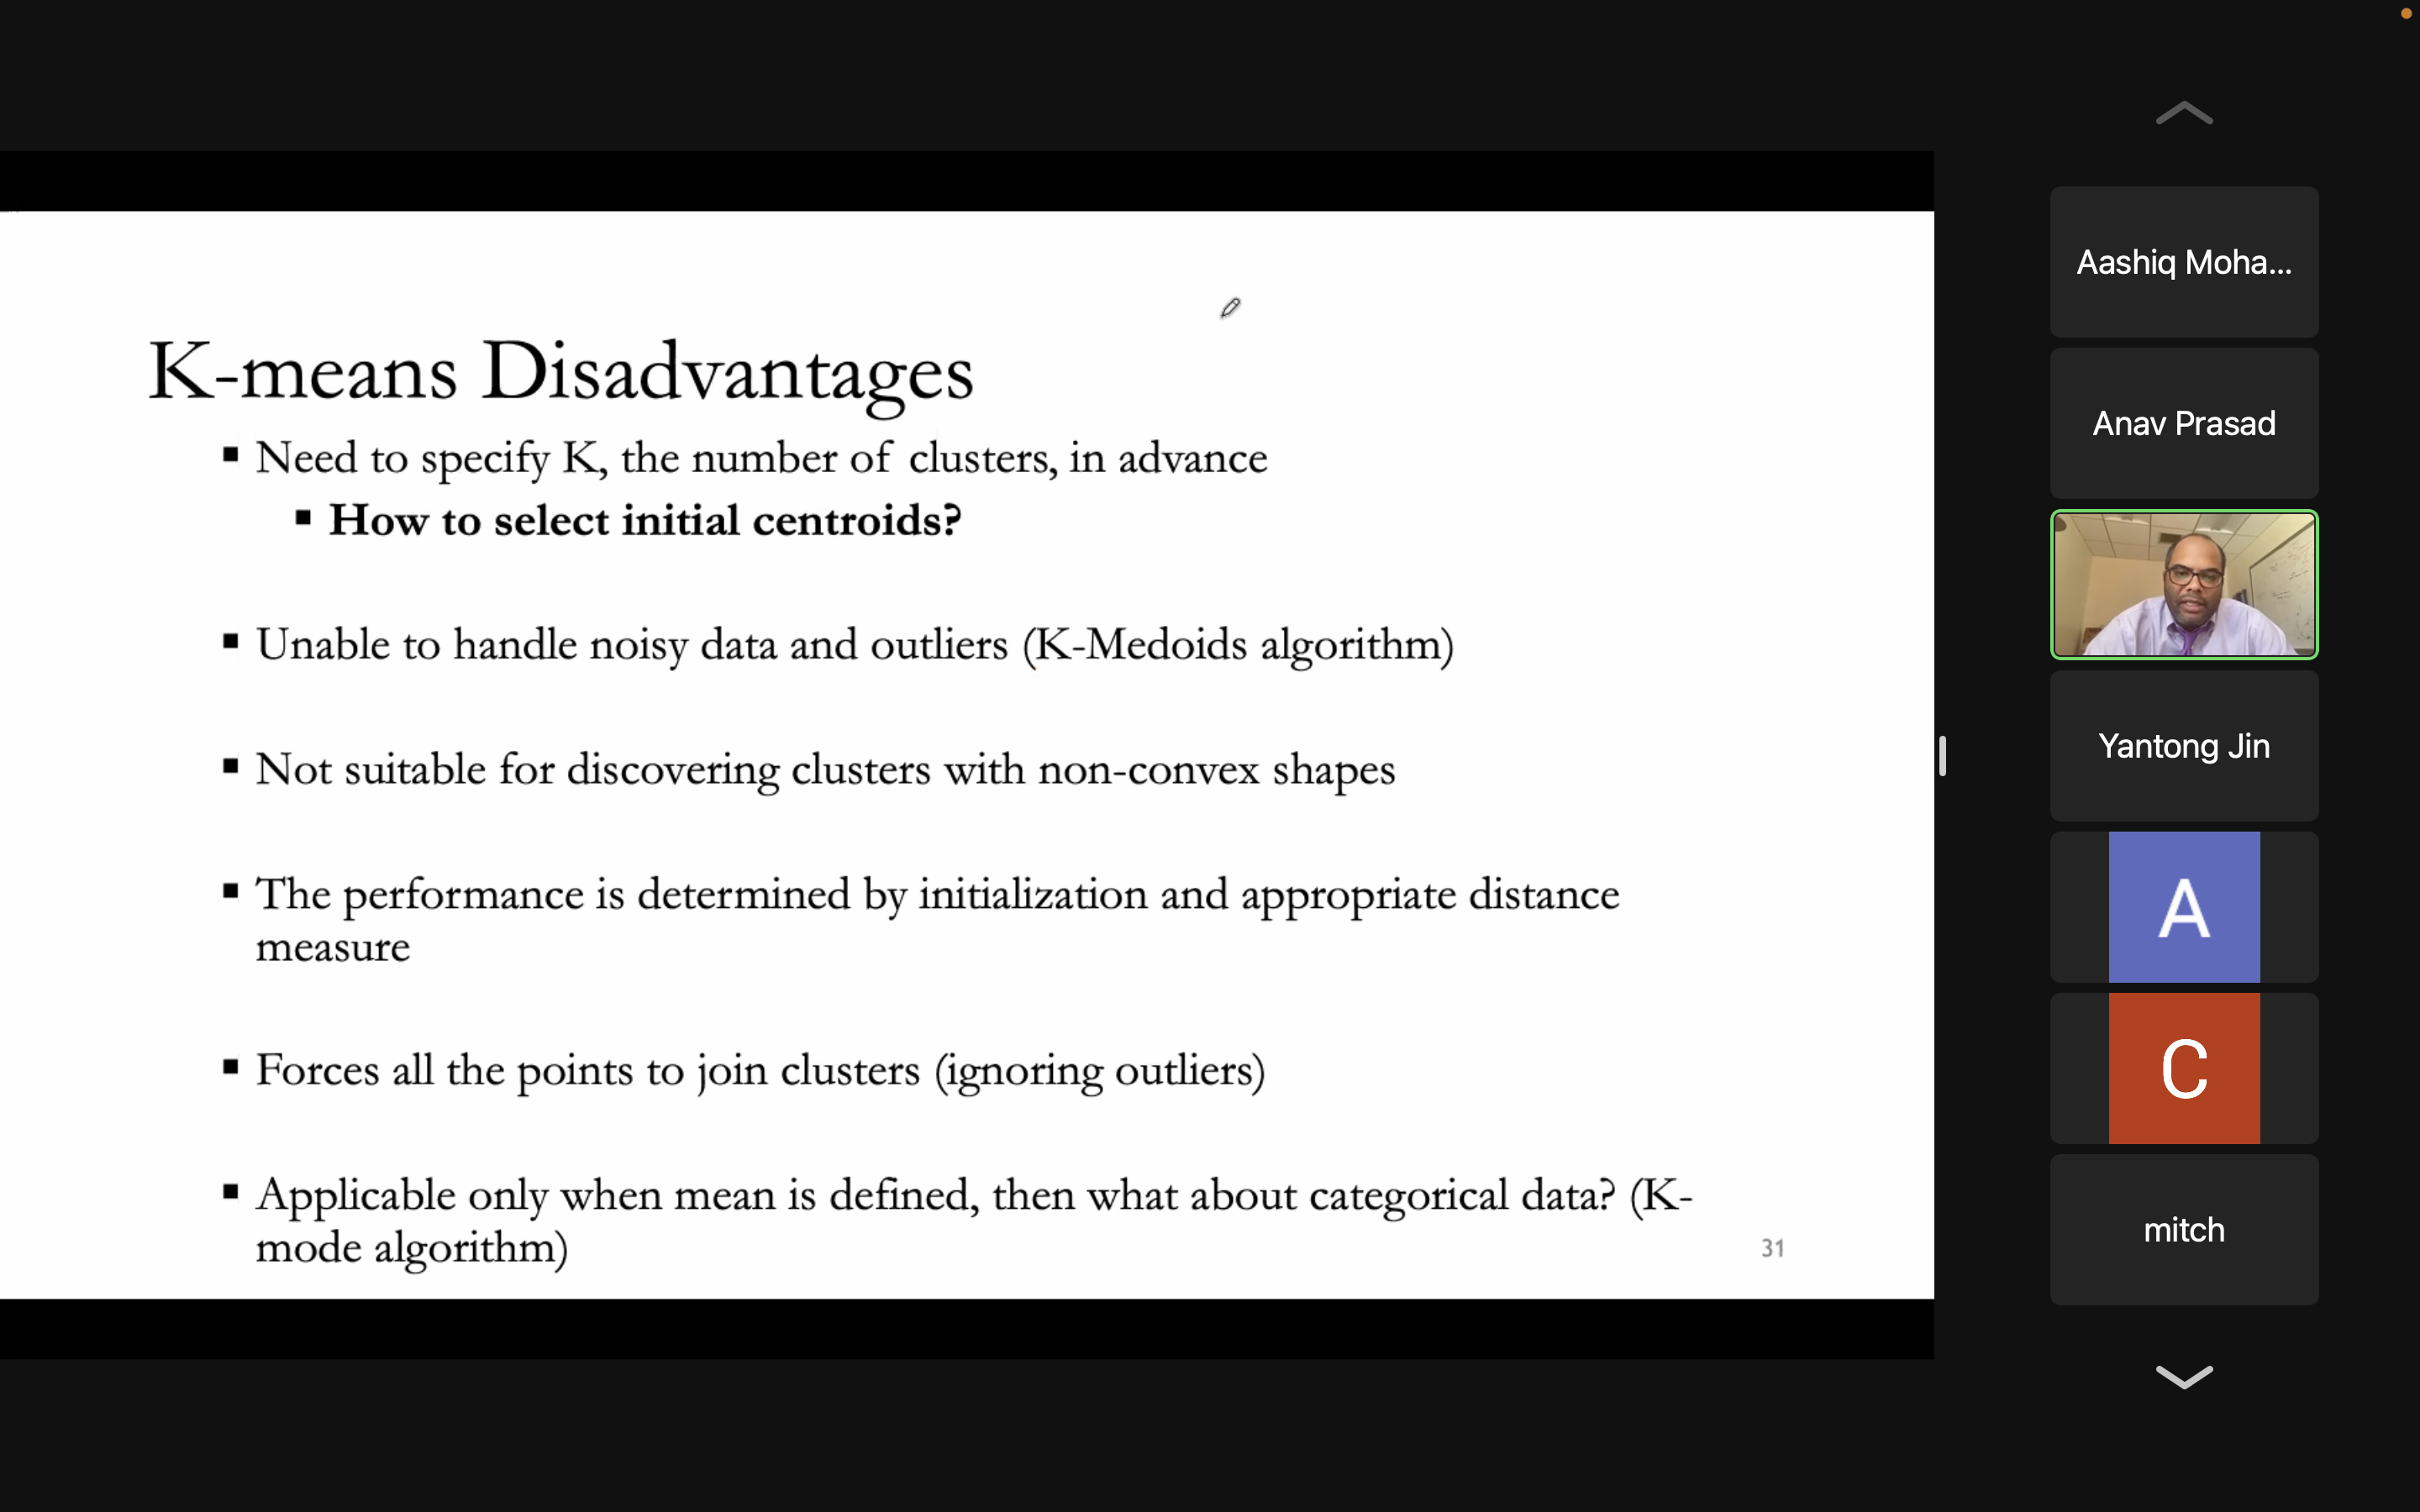 K-means Disadvantages
▪ Need to specify K, the number of clusters, in advance
▪ How to select initial centroids?
▪ Unable to handle noisy data and outliers (K-Medoids algorithm)
▪ Not suitable for discovering clusters with non-convex shapes
▪ The performance is determined by initialization and appropriate distance
measure
▪ Forces all the points to join clusters (ignoring outliers)
▪ Applicable only when mean is defined, then what about categorical data? (K-
mode algorithm)
31
Aashiq Moha...
Anav Prasad
Yantong Jin
A
C
mitch